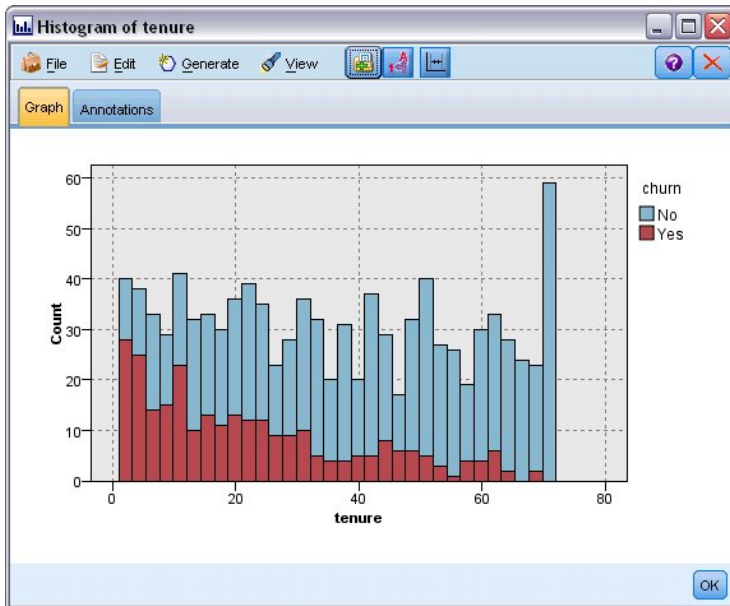 Histogram of tenure
File Edit Generate View
Graph Annotations
60
50
40
30
20
10
0
Count
0 20 40 60 80
tenure
churn
No
Yes
OK